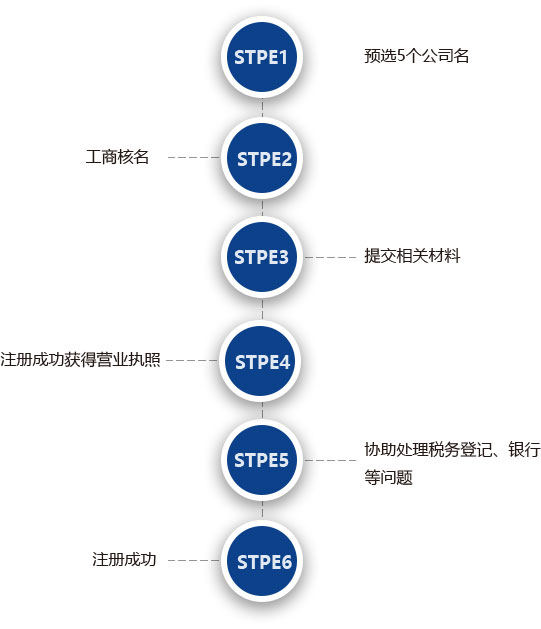 STPE1
预选5个公司名
工商核名
STPE2
STPE3
提交相关材料
注册成功获得营业执照
STPE4
STPE5
协助处理税务登记、银行
等问题
注册成功
STPE6